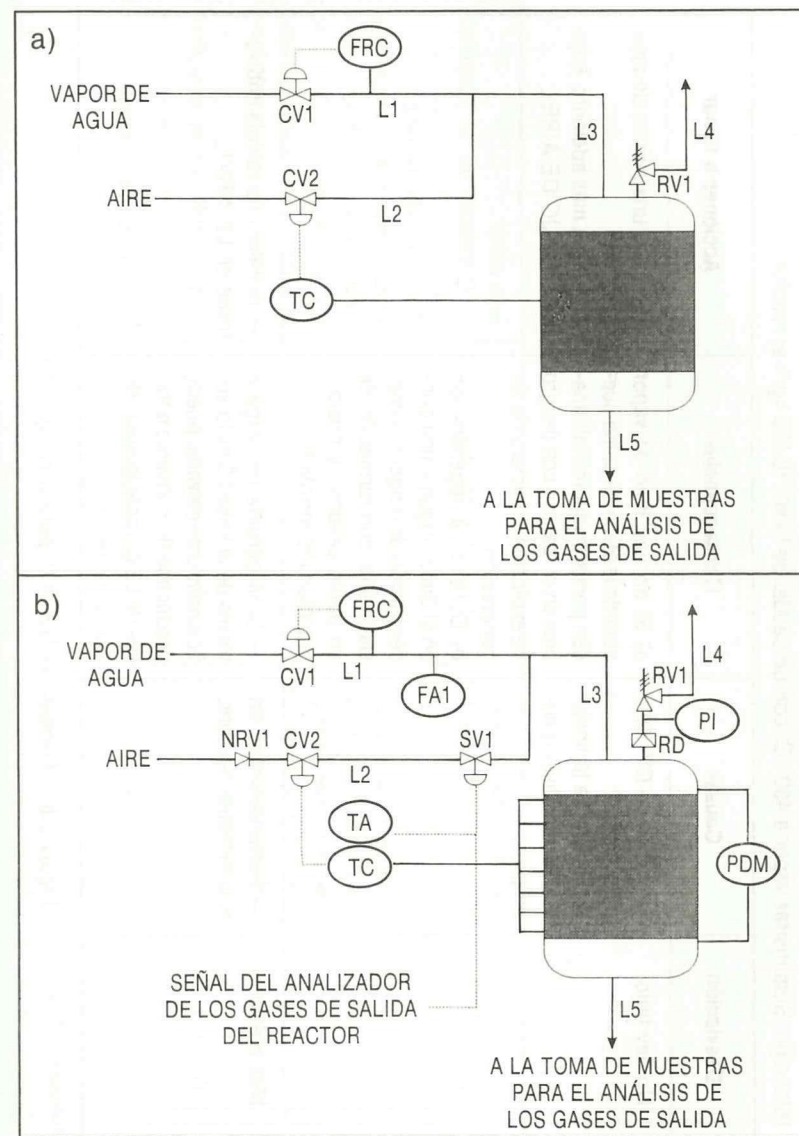 a)
FRC
VAPOR DE
AGUA
CV1
L1
L3
L4
RV1
AIRE
CV2
L2
TC
L5
A LA TOMA DE MUESTRAS
PARA EL ANÁLISIS DE
LOS GASES DE SALIDA
b)
FRC
VAPOR DE
AGUA
CV1
L1
FA1
L3
RV1
L4
PI
RD
AIRE
NRV1
CV2
L2
SV1
TA
TC
PDM
SEÑAL DEL ANALIZADOR
DE LOS GASES DE SALIDA
DEL REACTOR
L5
A LA TOMA DE MUESTRAS
PARA EL ANÁLISIS DE
LOS GASES DE SALIDA